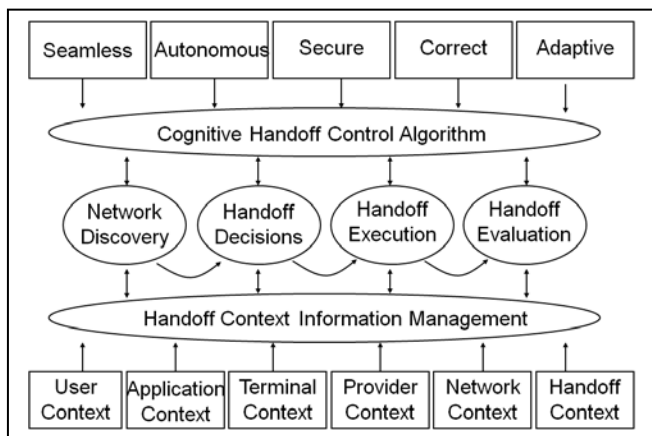 Seamless
Autonomous
Secure
Correct
Adaptive
Cognitive Handoff Control Algorithm
Network
Discovery
Handoff
Decisions
Handoff
Execution
Handoff
Evaluation
Handoff Context Information Management
User
Context
Application
Context
Terminal
Context
Provider
Context
Network
Context
Handoff
Context